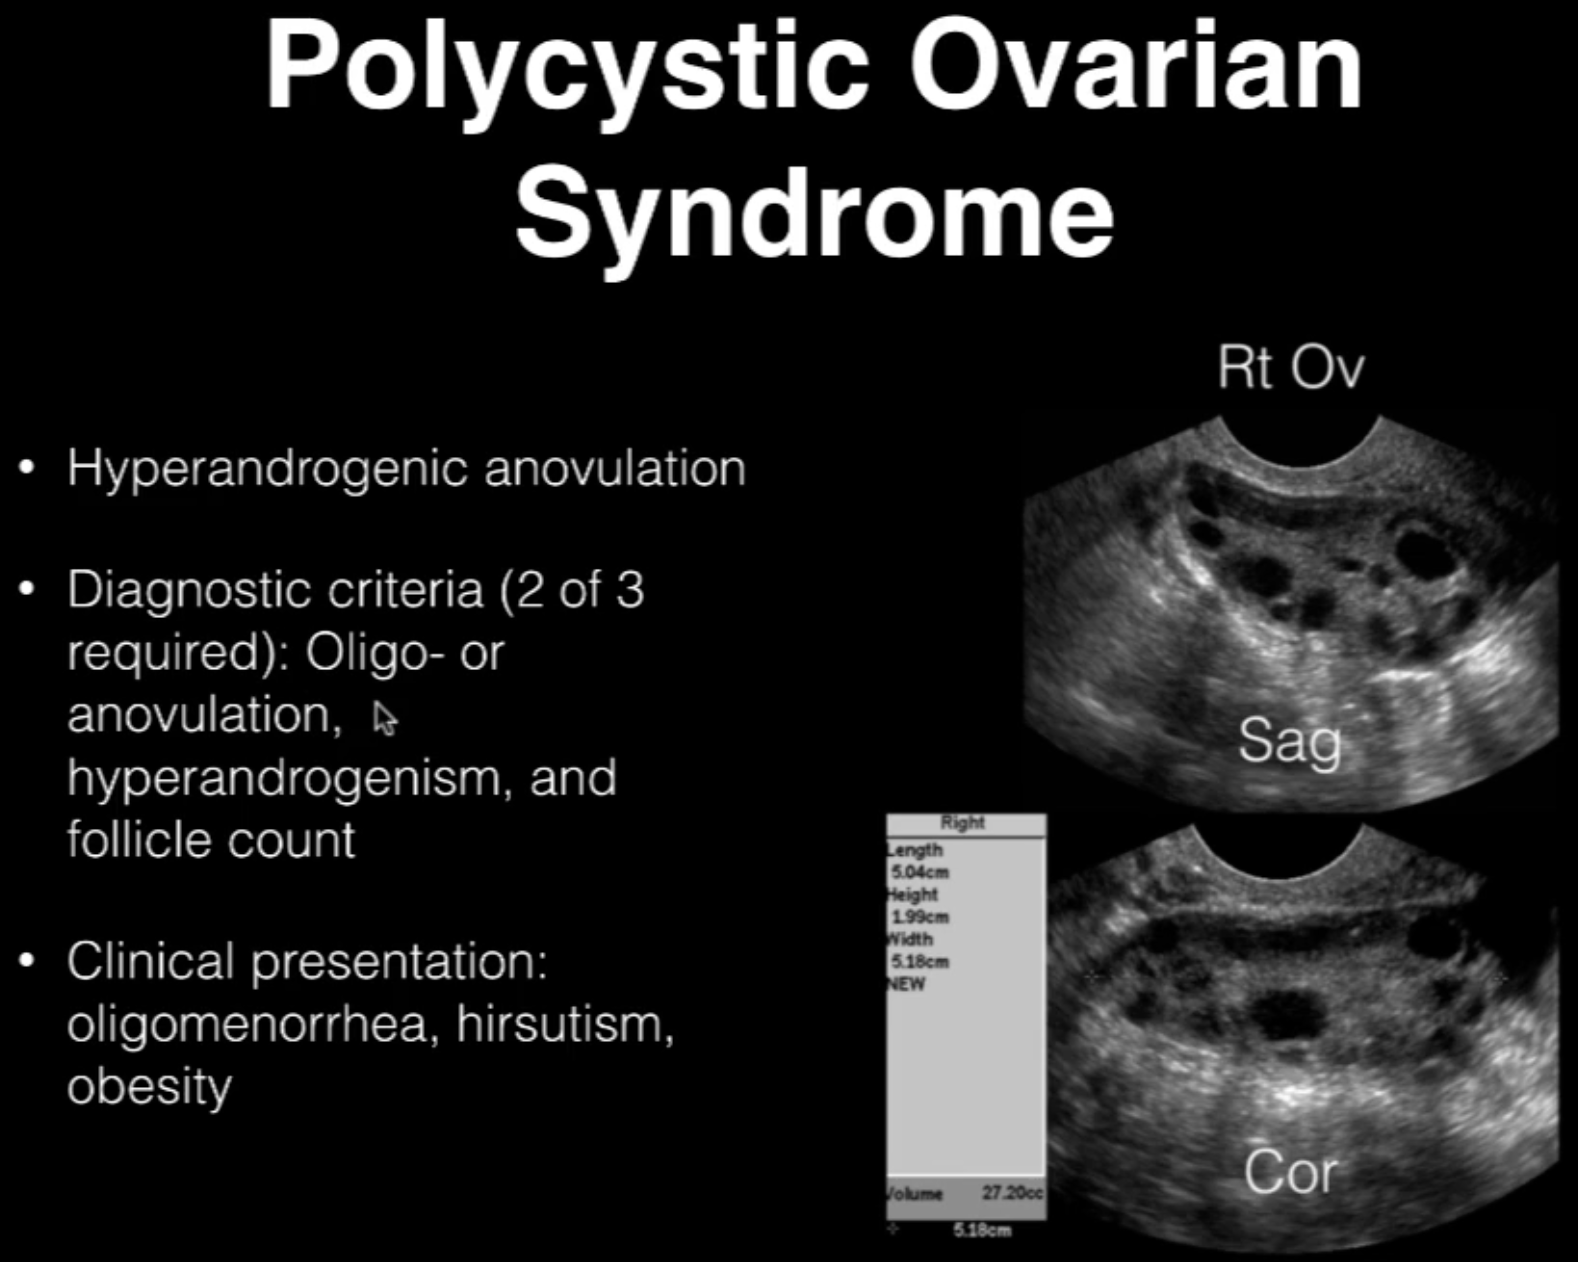 Polycystic Ovarian
Syndrome
• Hyperandrogenic anovulation
• Diagnostic criteria (2 of 3
required): Oligo- or
anovulation,
hyperandrogenism, and
follicle count
• Clinical presentation:
oligomenorrhea, hirsutism,
obesity
Rt Ov
Sag
Right
Length
5.04cm
Height
1.99cm
Width
5.18cm
NEW
Volume 27.20cc
5.18cm
Cor